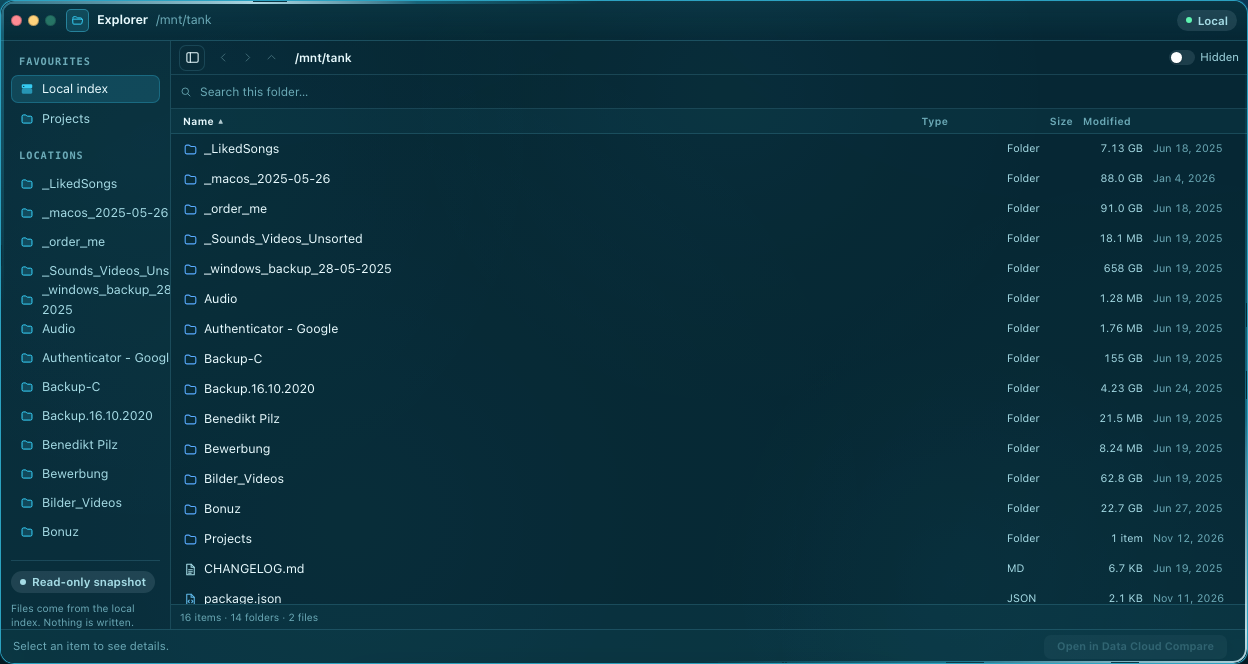 Explorer /mnt/tank
Local
FAVOURITES
Local index
Projects
LOCATIONS
_LikedSongs
_macos_2025-05-26
_order_me
_Sounds_Videos_Uns
_windows_backup_28
2025
Audio
Authenticator - Googl
Backup-C
Backup.16.10.2020
Benedikt Pilz
Bewerbung
Bilder_Videos
Bonuz
Read-only snapshot
Files come from the local
index. Nothing is written.
/mnt/tank
Hidden
Search this folder...
Name Type Size Modified
_LikedSongs Folder 7.13 GB Jun 18, 2025
_macos_2025-05-26 Folder 88.0 GB Jan 4, 2026
_order_me Folder 91.0 GB Jun 18, 2025
_Sounds_Videos_Unsorted Folder 18.1 MB Jun 19, 2025
_windows_backup_28-05-2025 Folder 658 GB Jun 19, 2025
Audio Folder 1.28 MB Jun 19, 2025
Authenticator - Google Folder 1.76 MB Jun 19, 2025
Backup-C Folder 155 GB Jun 19, 2025
Backup.16.10.2020 Folder 4.23 GB Jun 24, 2025
Benedikt Pilz Folder 21.5 MB Jun 19, 2025
Bewerbung Folder 8.24 MB Jun 19, 2025
Bilder_Videos Folder 62.8 GB Jun 19, 2025
Bonuz Folder 22.7 GB Jun 27, 2025
Projects Folder 1 item Nov 12, 2026
CHANGELOG.md MD 6.7 KB Jun 19, 2025
package.json JSON 2.1 KB Nov 11, 2026
16 items · 14 folders · 2 files
Select an item to see details.
Open in Data Cloud Compare